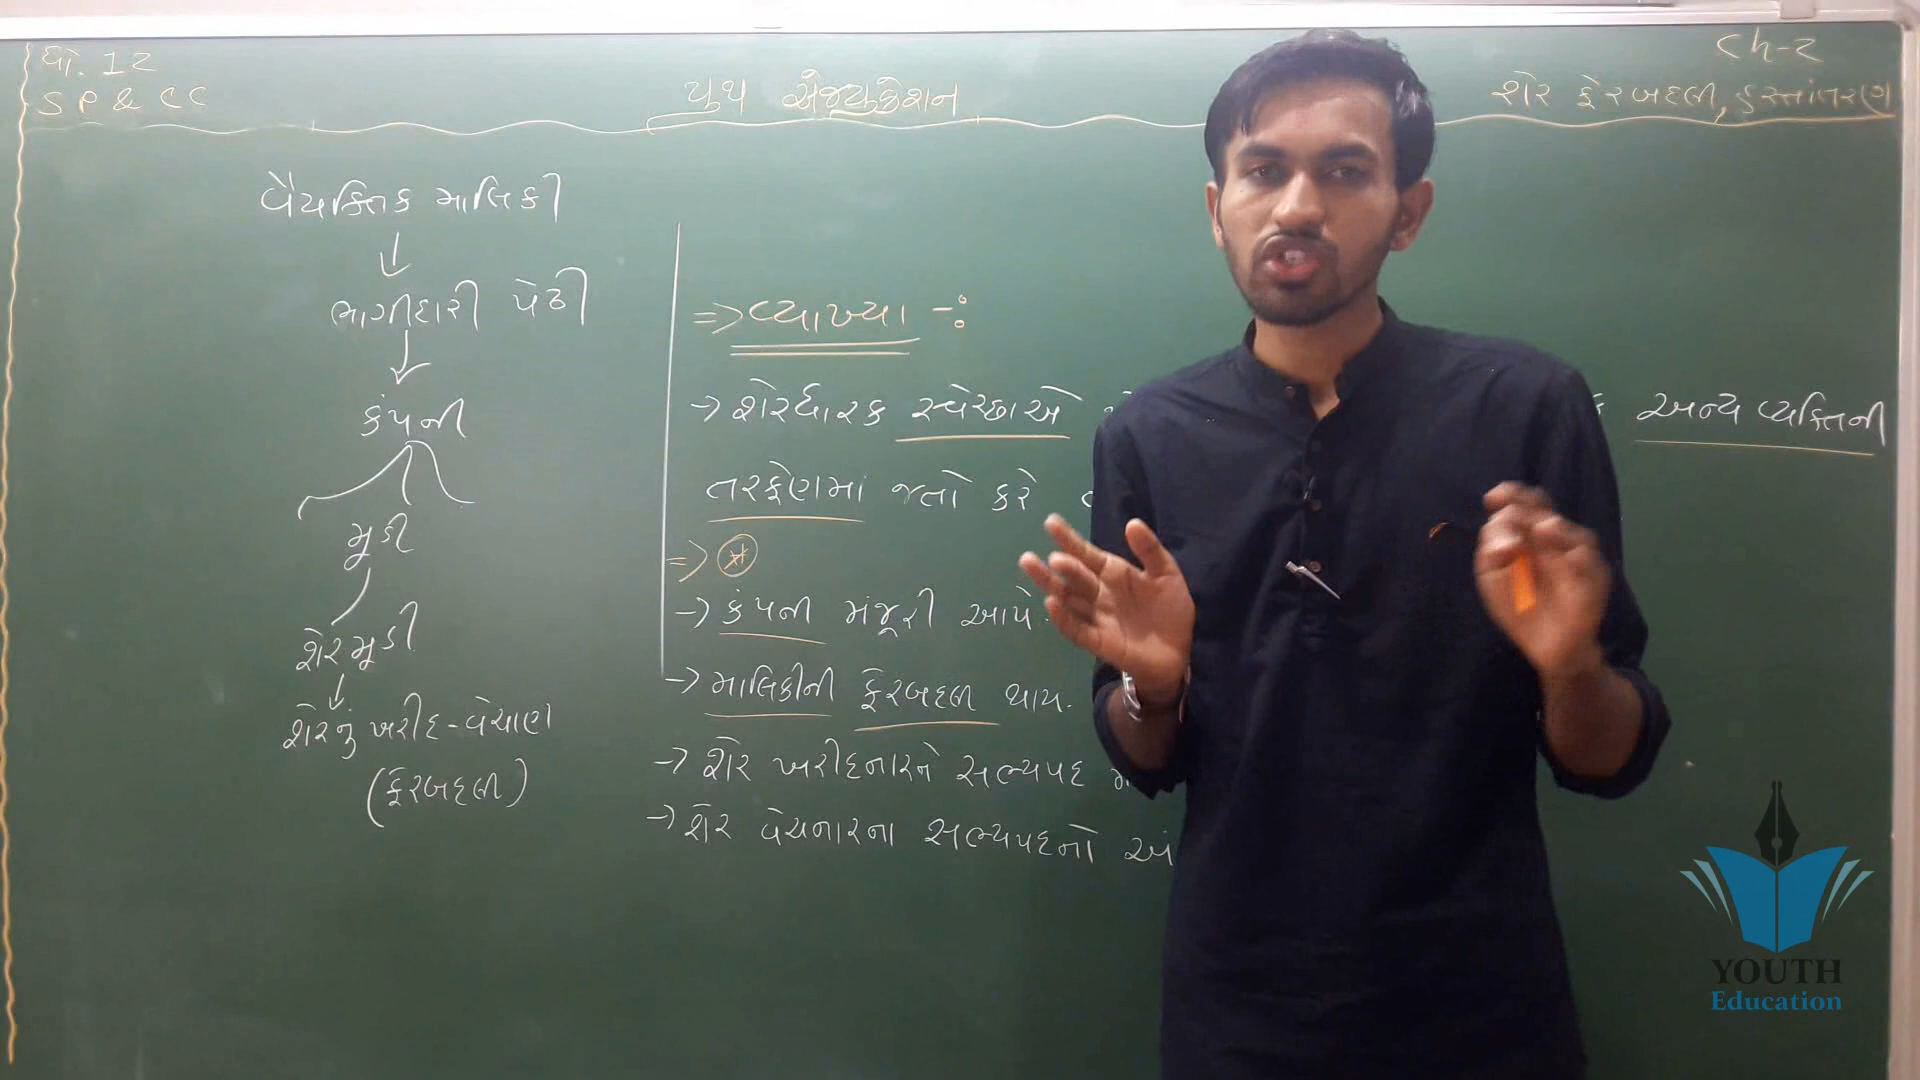 ધો. 12
SP & CC
યુથ એજ્યુકેશન
Ch-2
શેર ફેરબદલી, હસ્તાંતરણ
વૈયક્તિક માલિકી
↓
ભાગીદારી પેઢી
↓
કંપની
મૂડી
શેરમૂડી
↓
શેરનું ખરીદ-વેચાણ
(ફેરબદલી)
=> વ્યાખ્યા -:
→ શેરધારક સ્વેચ્છાએ
અન્ય વ્યક્તિની
તરફેણમાં જતો કરે
=> *
→ કંપની મંજૂરી આપે.
→ માલિકીની ફેરબદલી થાય.
→ શેર ખરીદનારને સભ્યપદ
→ શેર વેચનારના સભ્યપદનો
YOUTH
Education